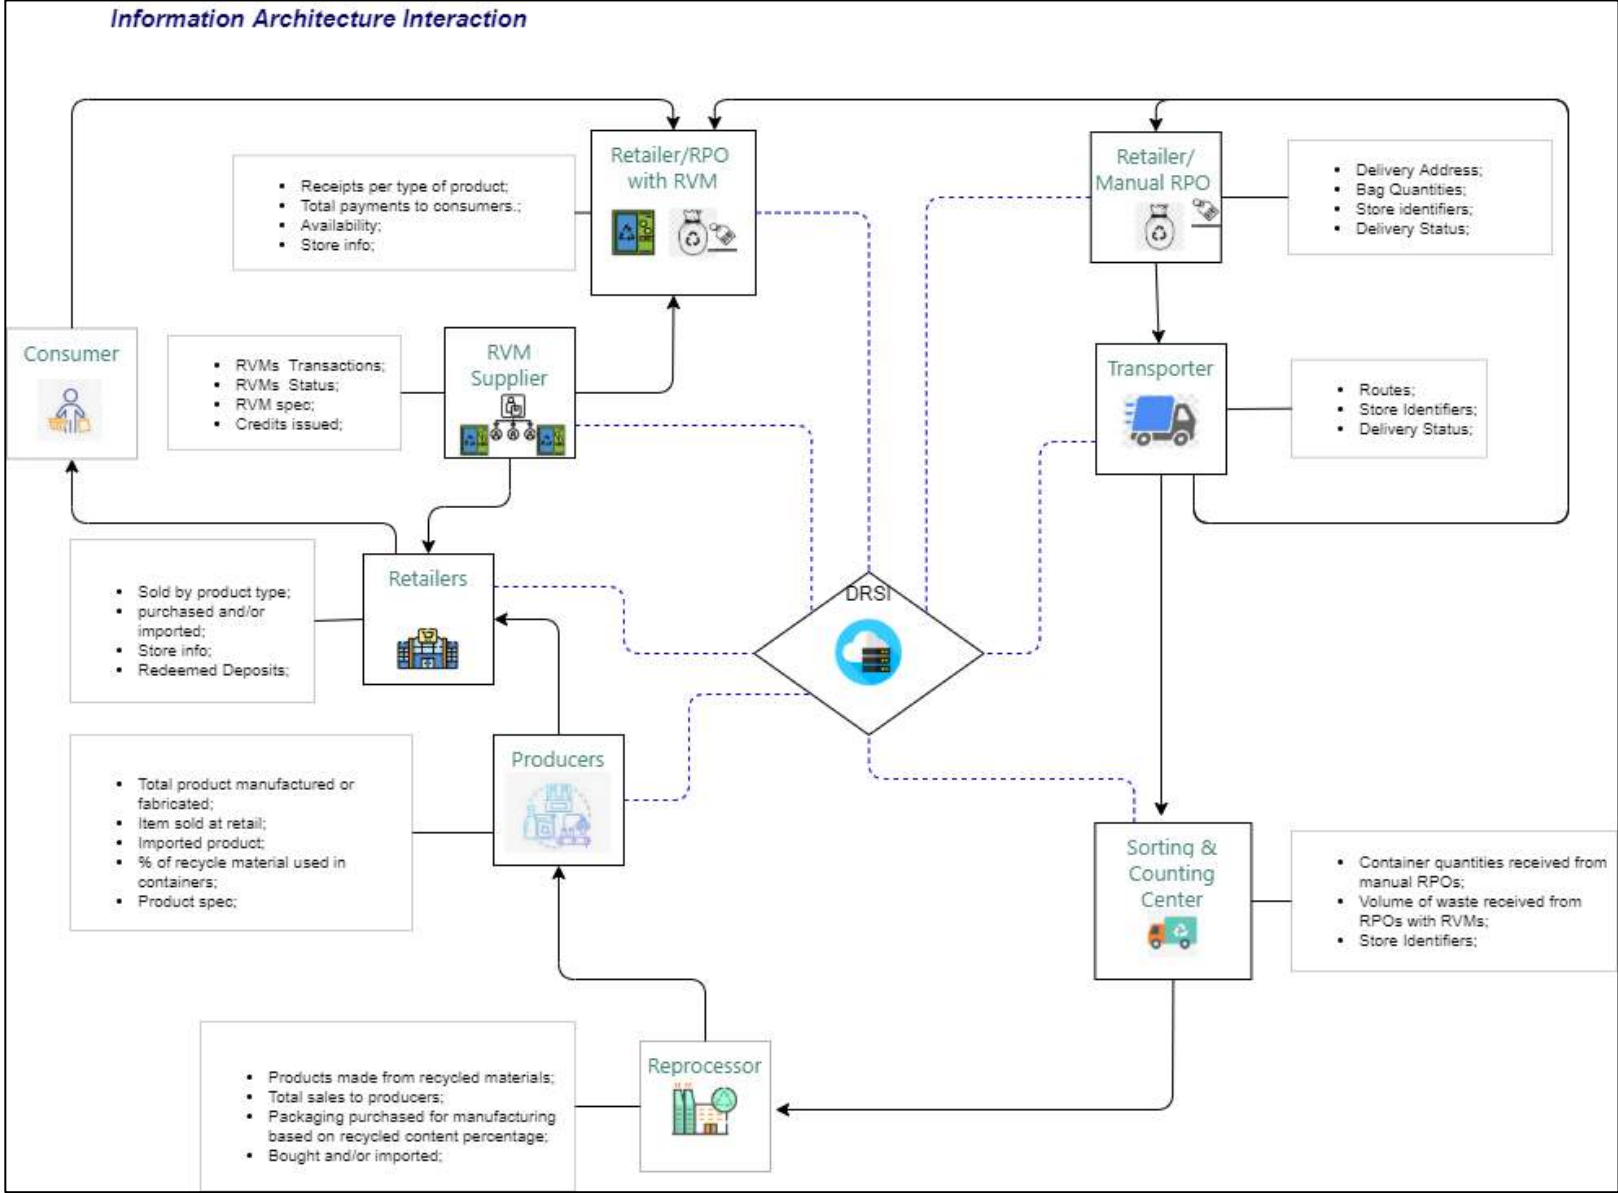 Information Architecture Interaction
Retailer/RPO
with RVM
Receipts per type of product;
Total payments to consumers.;
Availability;
Store info;
Retailer/
Manual RPO
Delivery Address;
Bag Quantities;
Store identifiers;
Delivery Status;
Consumer
RVMs Transactions;
RVMs Status;
RVM spec;
Credits issued;
RVM
Supplier
Transporter
Routes;
Store Identifiers;
Delivery Status;
Retailers
Sold by product type;
purchased and/or
imported;
Store info;
Redeemed Deposits;
DRSI
Producers
Total product manufactured or
fabricated;
Item sold at retail;
Imported product;
% of recycle material used in
containers;
Product spec;
Sorting &
Counting
Center
Container quantities received from
manual RPOs;
Volume of waste received from
RPOs with RVMs;
Store Identifiers;
Reprocessor
Products made from recycled materials;
Total sales to producers;
Packaging purchased for manufacturing
based on recycled content percentage;
Bought and/or imported;